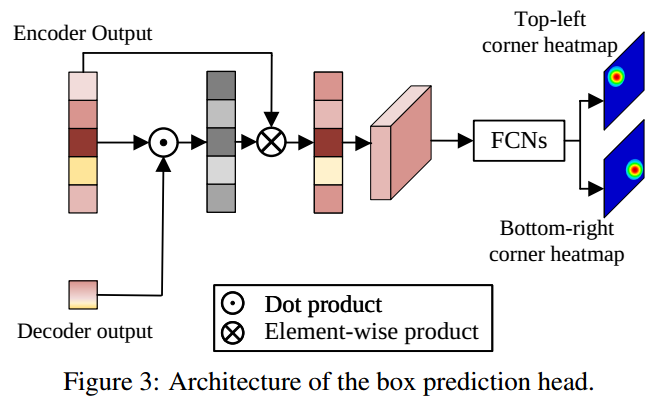 Encoder Output
Top-left
corner heatmap
FCNs
Bottom-right
corner heatmap
Decoder output
Dot product
Element-wise product
Figure 3: Architecture of the box prediction head.